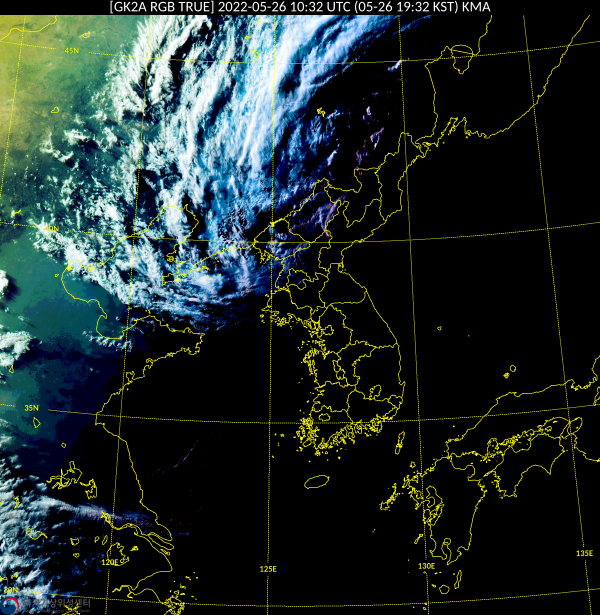 [GK2A RGB TRUE] 2022-05-26 10:32 UTC (05-26 19:32 KST) KMA
45N
35N
120E
125E
130E
135E